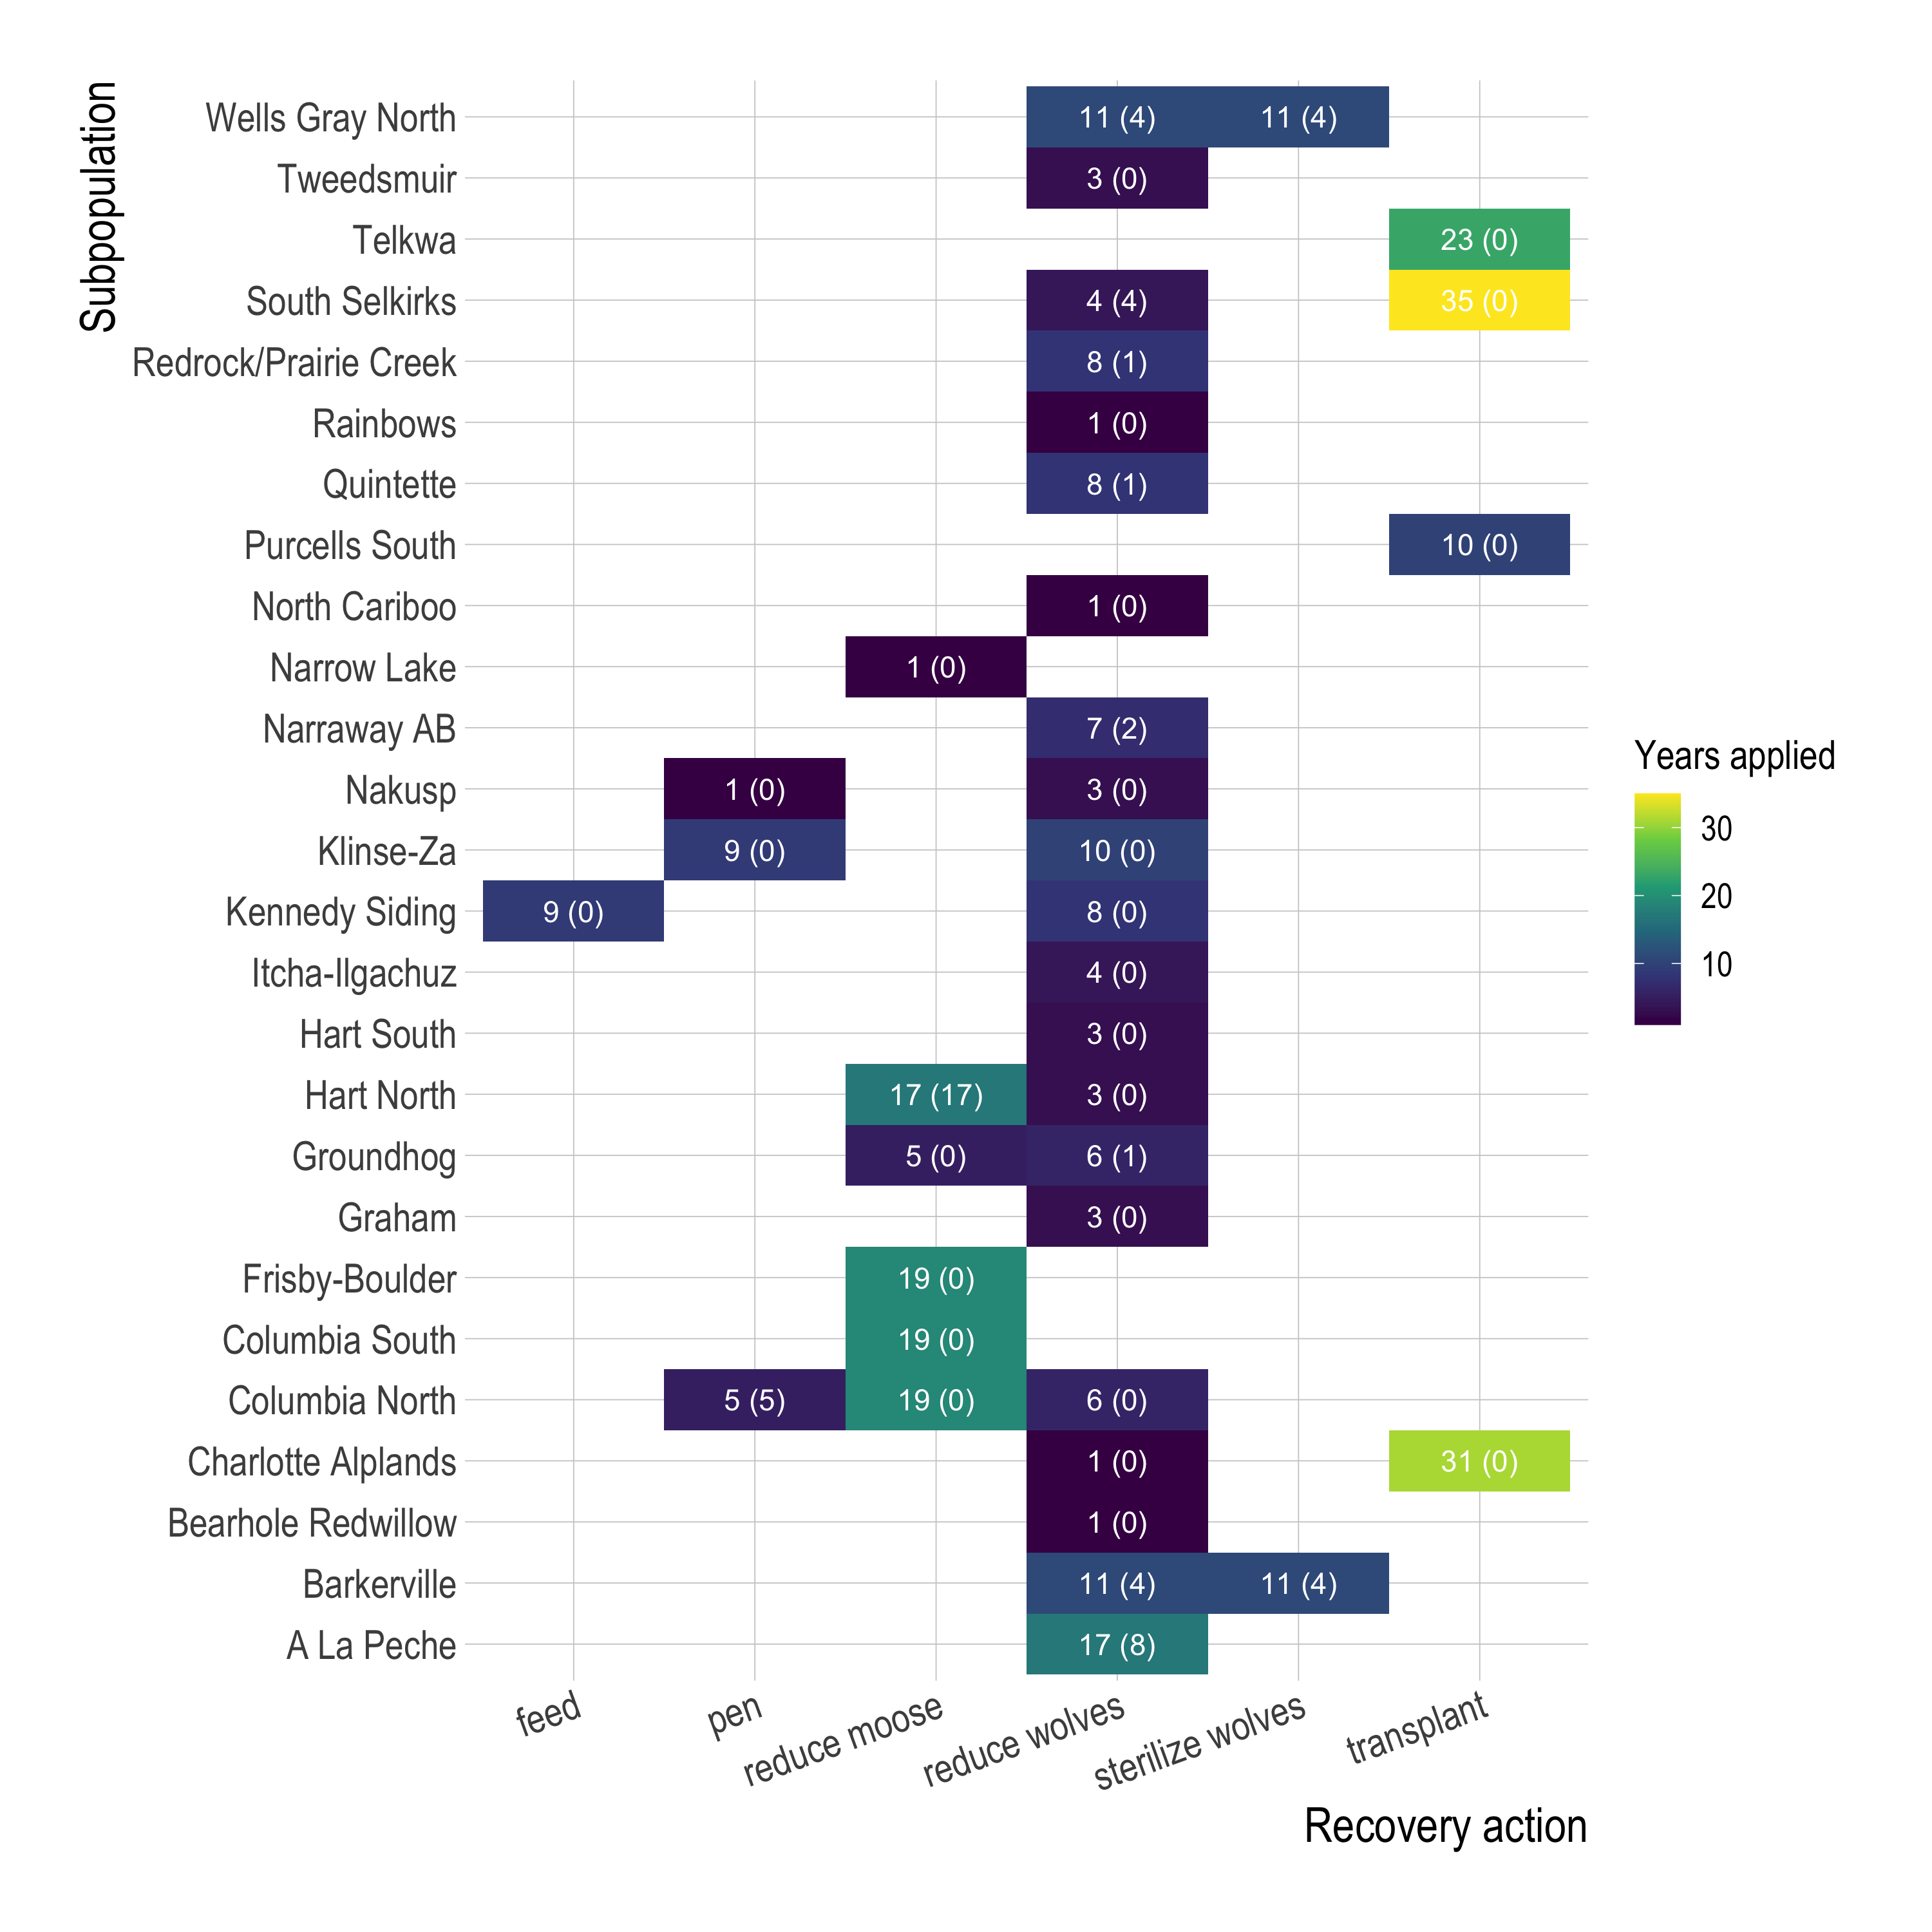 Subpopulation
Wells Gray North 11 (4) 11 (4)
Tweedsmuir 3 (0)
Telkwa 23 (0)
South Selkirks 4 (4) 35 (0)
Redrock/Prairie Creek 8 (1)
Rainbows 1 (0)
Quintette 8 (1)
Purcells South 10 (0)
North Cariboo 1 (0)
Narrow Lake 1 (0)
Narraway AB 7 (2)
Nakusp 1 (0) 3 (0)
Klinse-Za 9 (0) 10 (0)
Kennedy Siding 9 (0) 8 (0)
Itcha-Ilgachuz 4 (0)
Hart South 3 (0)
Hart North 17 (17) 3 (0)
Groundhog 5 (0) 6 (1)
Graham 3 (0)
Frisby-Boulder 19 (0)
Columbia South 19 (0)
Columbia North 5 (5) 19 (0) 6 (0)
Charlotte Alplands 1 (0) 31 (0)
Bearhole Redwillow 1 (0)
Barkerville 11 (4) 11 (4)
A La Peche 17 (8)
feed pen reduce moose reduce wolves sterilize wolves transplant
Recovery action
Years applied
30
20
10